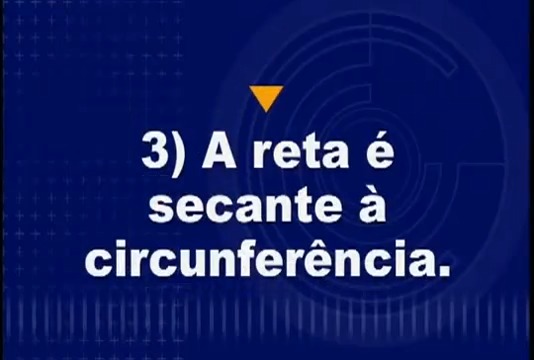 3) A reta é
secante à
circunferência.